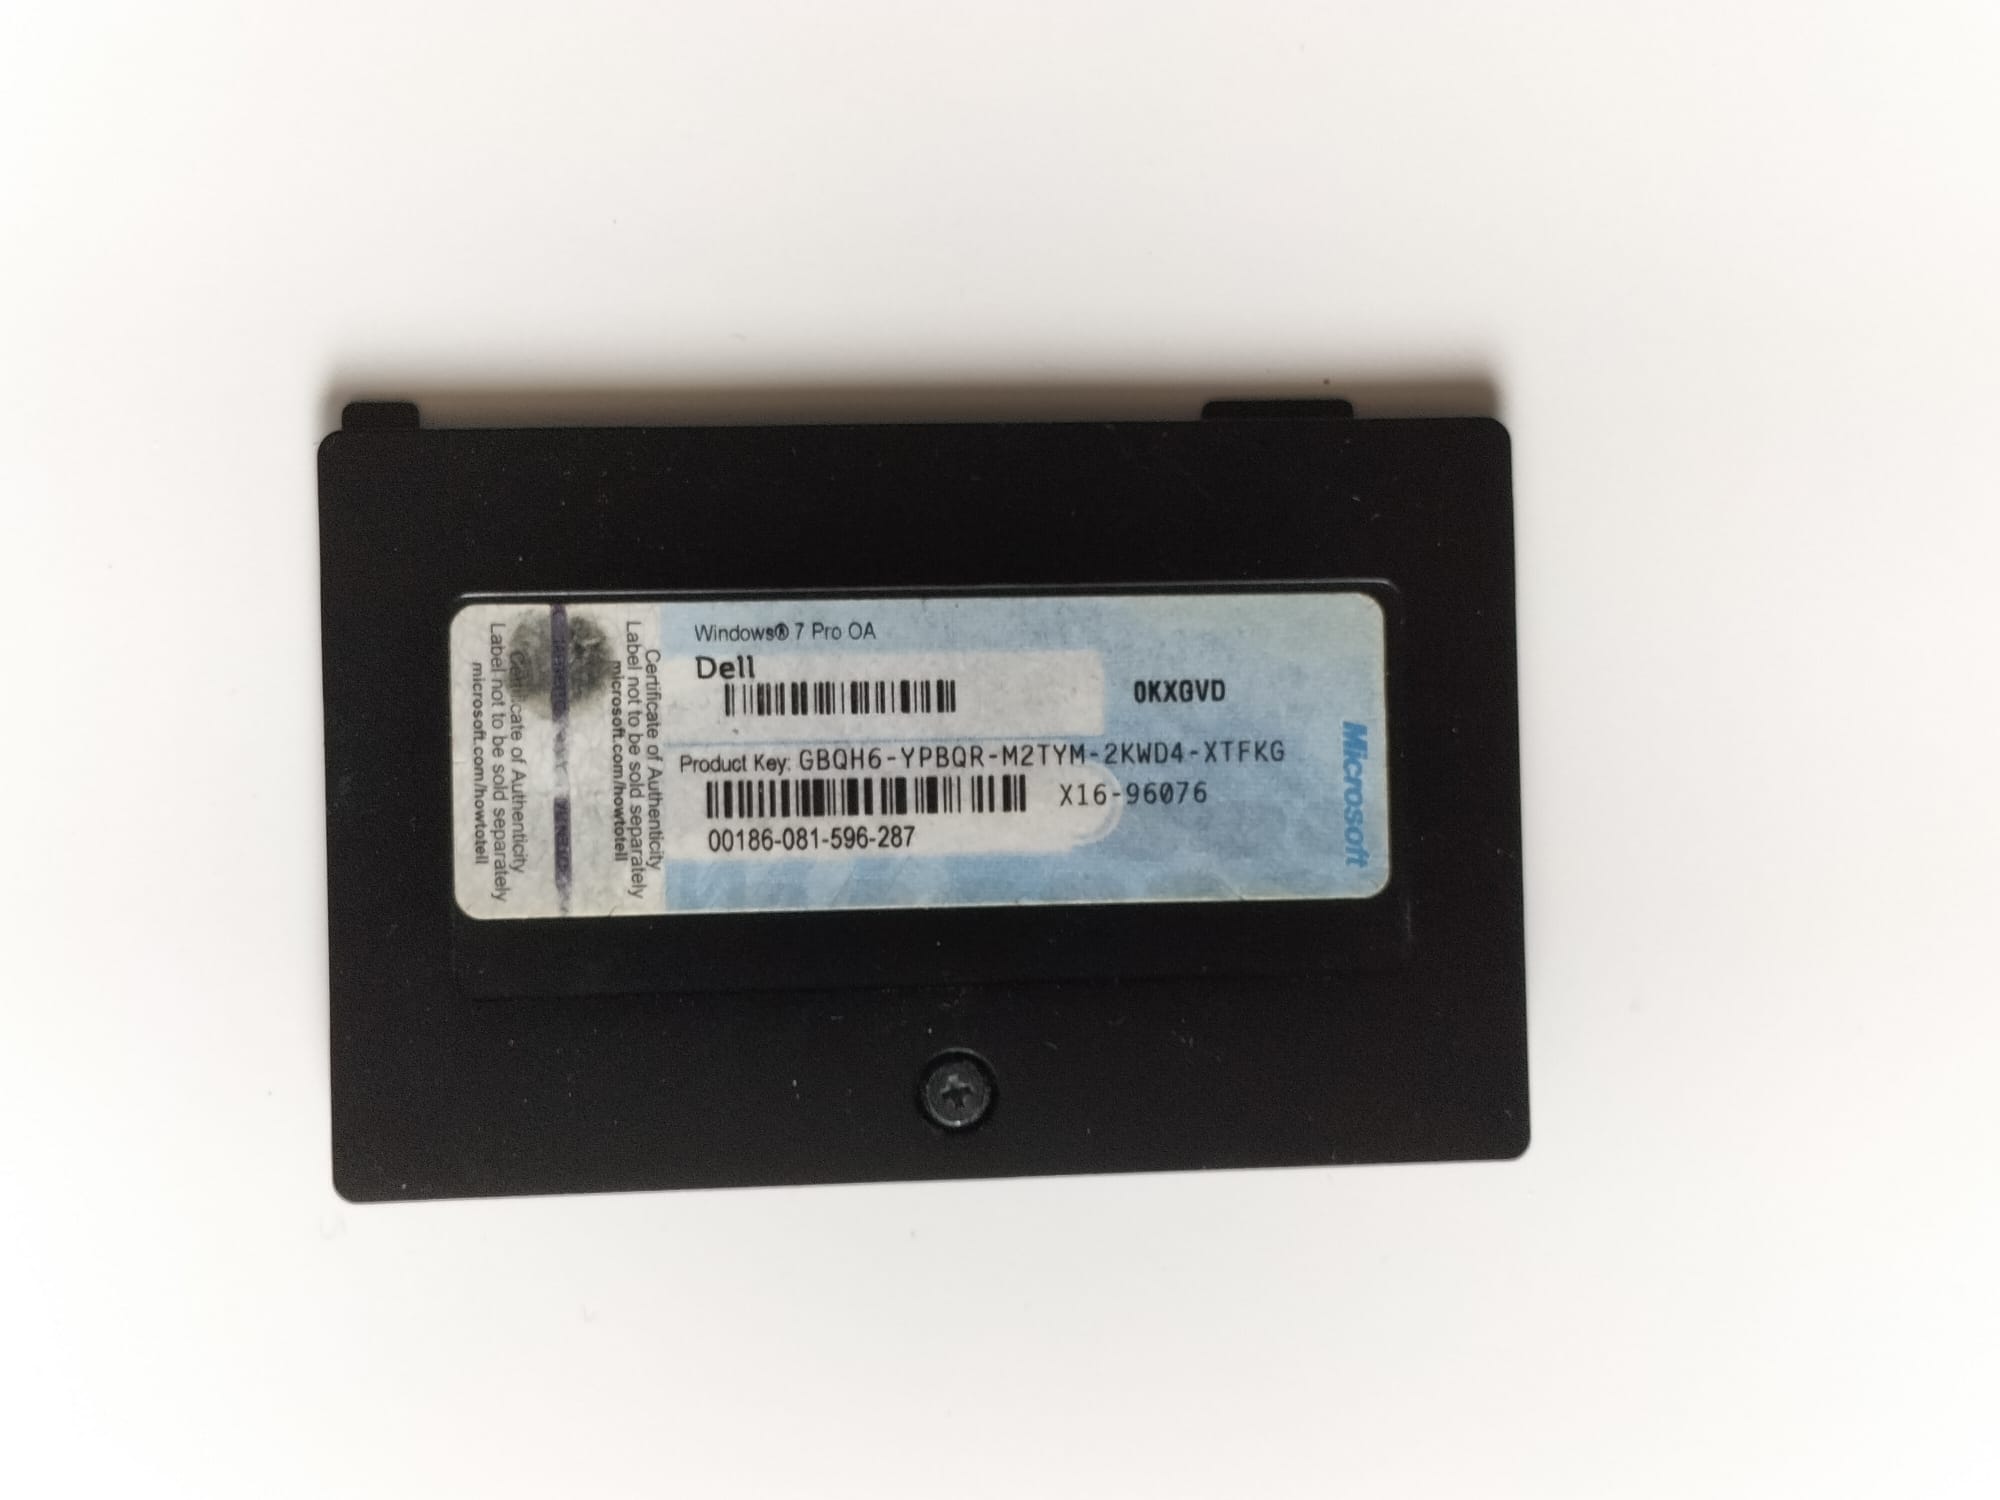 Windows® 7 Pro OA
Dell
0KXGVD
Product Key: GBQH6-YPBQR-M2TYM-2KWD4-XTFKG
X16-96076
00186-081-596-287
Microsoft
Certificate of Authenticity
Label not to be sold separately
microsoft.com/howtotell
Certificate of Authenticity
Label not to be sold separately
microsoft.com/howtotell